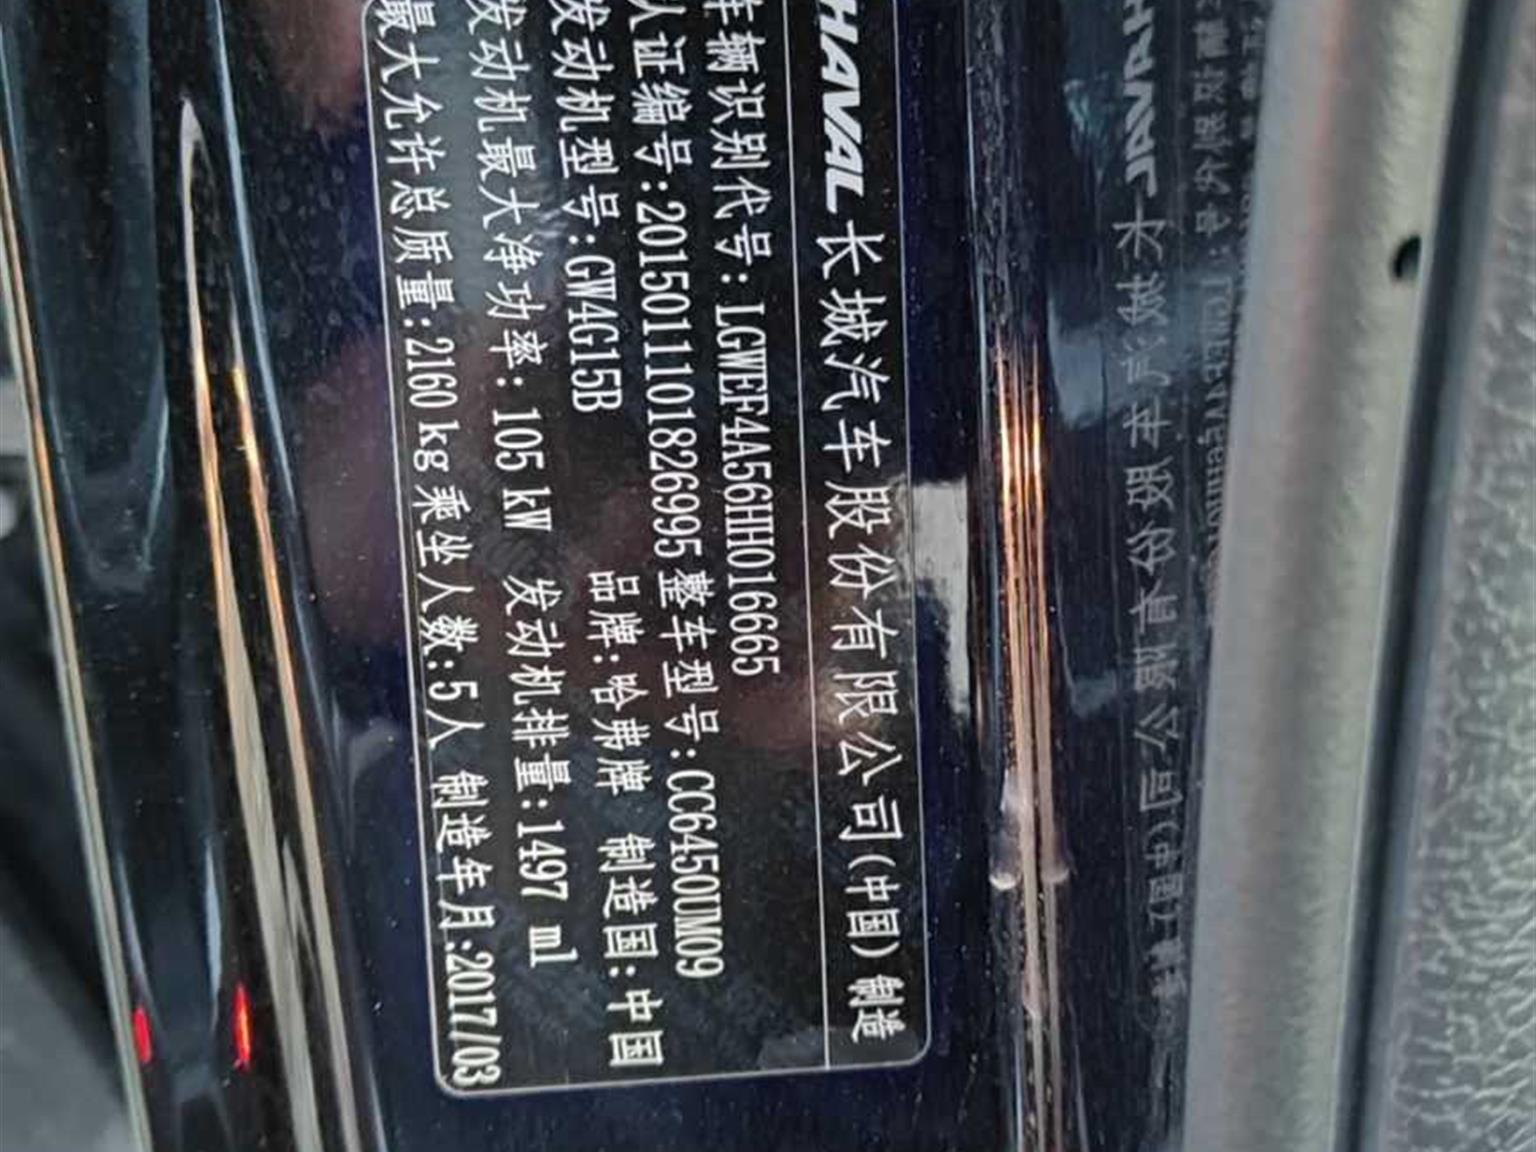 HAVAL 长城汽车股份有限公司(中国)制造
车辆识别代号:LGWEF4A56HH016665
认证编号:2015011101826995 整车型号:CC6450UM09
发动机型号:GW4G15B 品牌:哈弗牌 制造国:中国
发动机最大净功率:105 kW 发动机排量:1497 ml
最大允许总质量:2160 kg 乘坐人数:5人 制造年月:2017/03